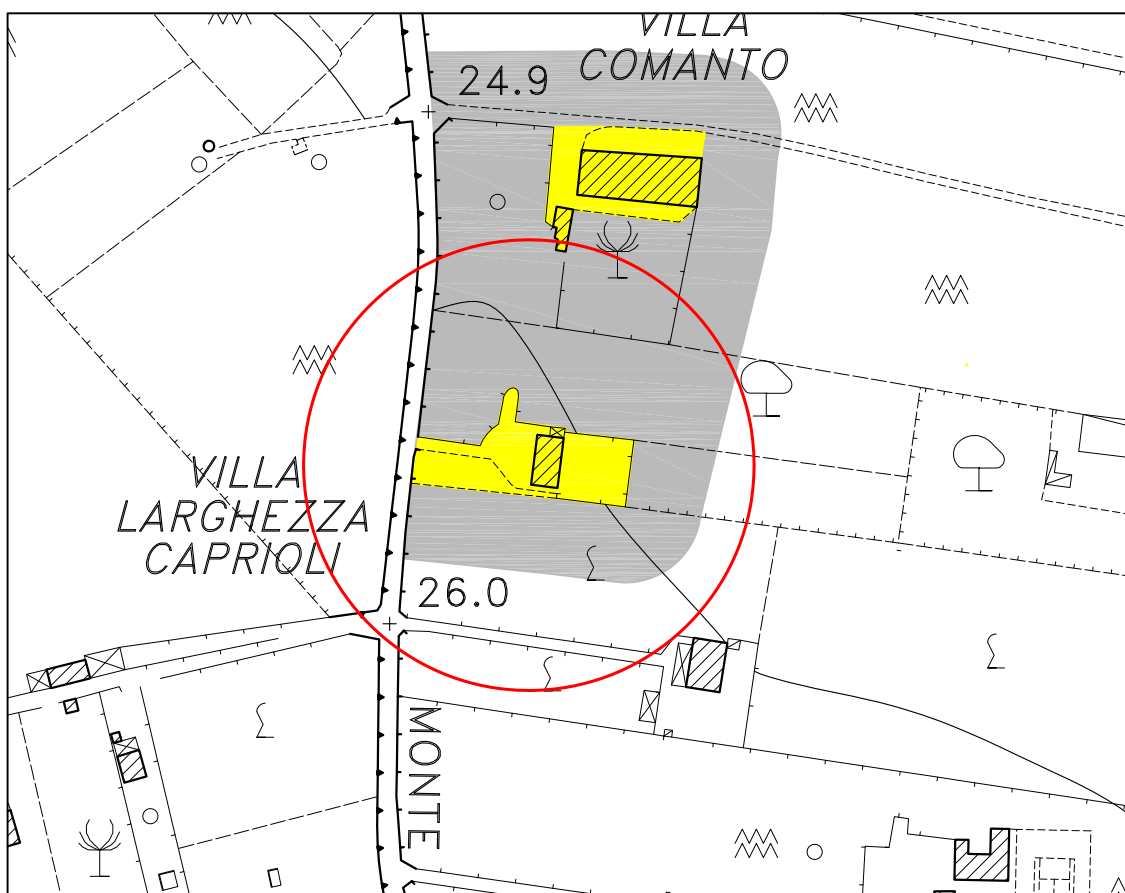 VILLA
COMANTO
24.9
VILLA
LARGHEZZA
CAPRIOLI
26.0
MONTE